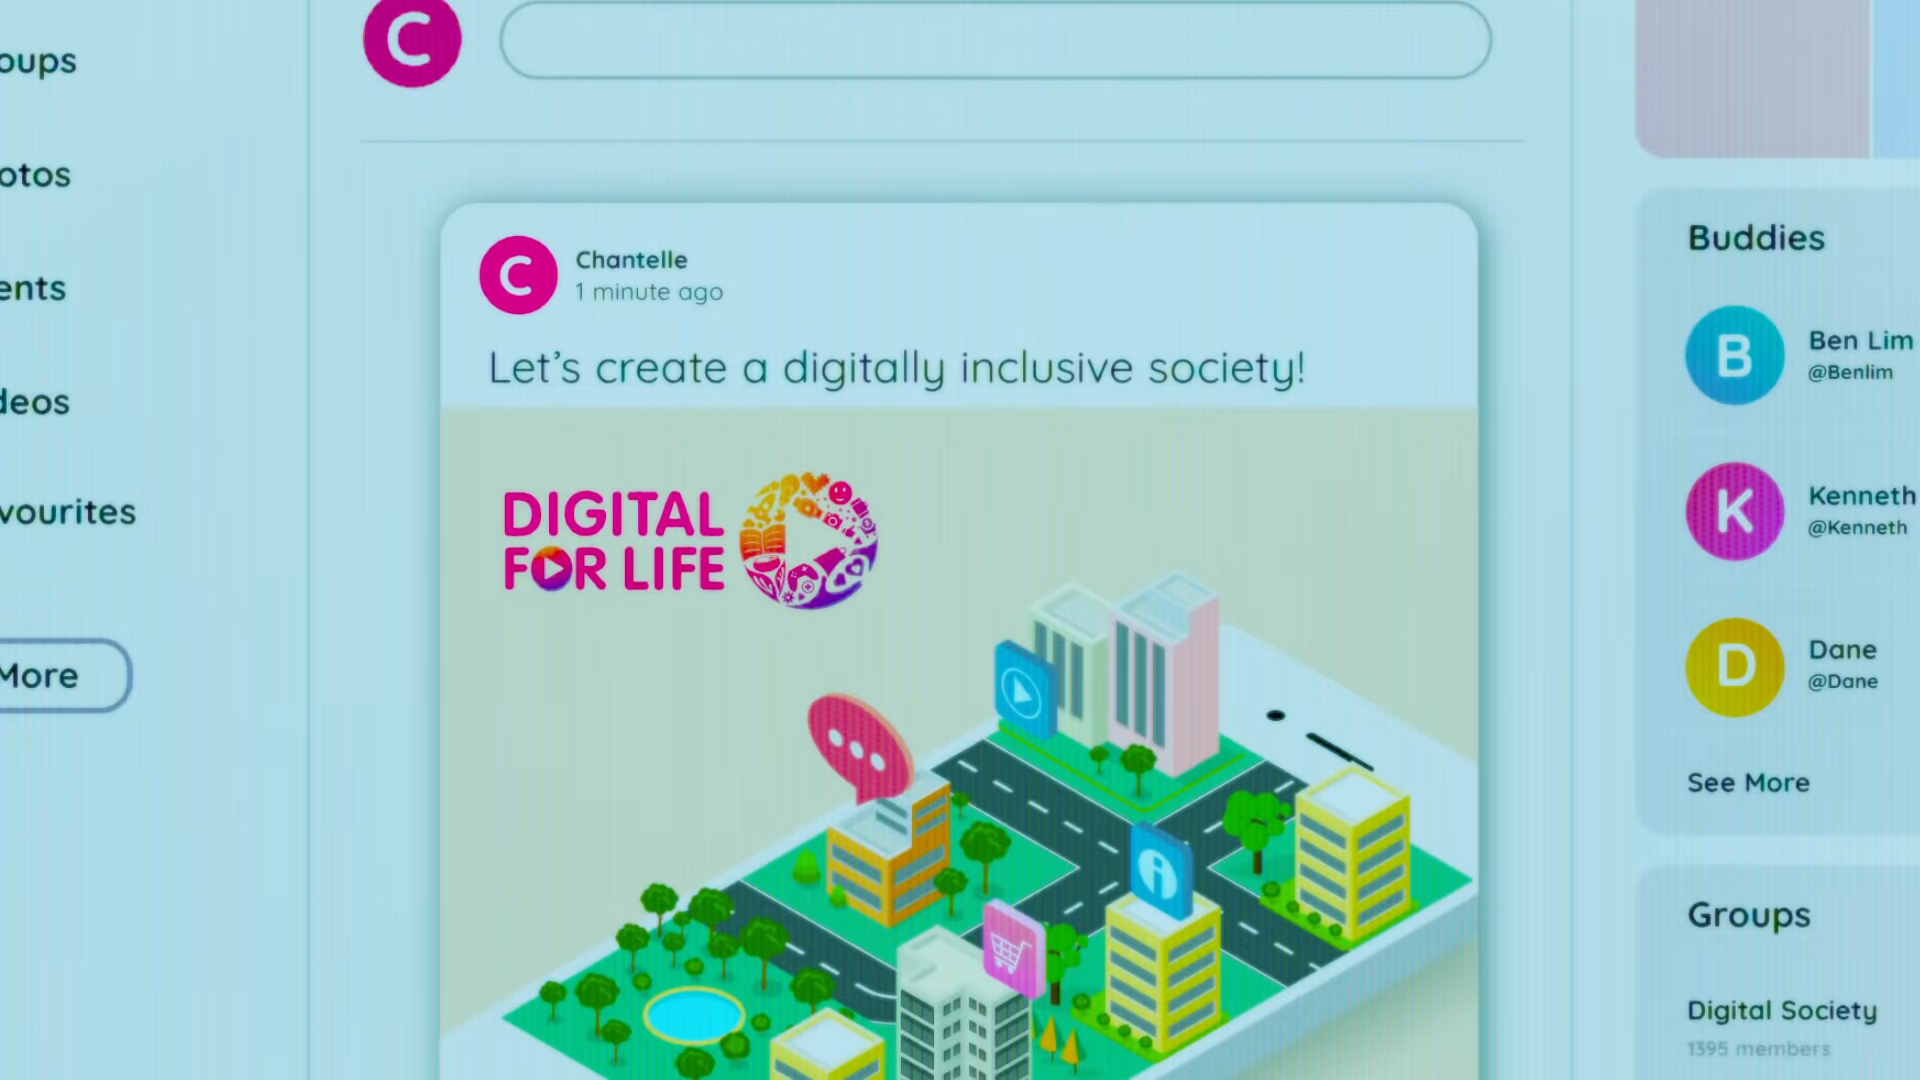 oups
otos
ents
deos
vourites
More
C
C
Chantelle
1 minute ago
Let's create a digitally inclusive society!
DIGITAL
FOR LIFE
Buddies
B
Ben Lim
@Benlim
K
Kenneth
@Kenneth
D
Dane
@Dane
See More
Groups
Digital Society
1395 members